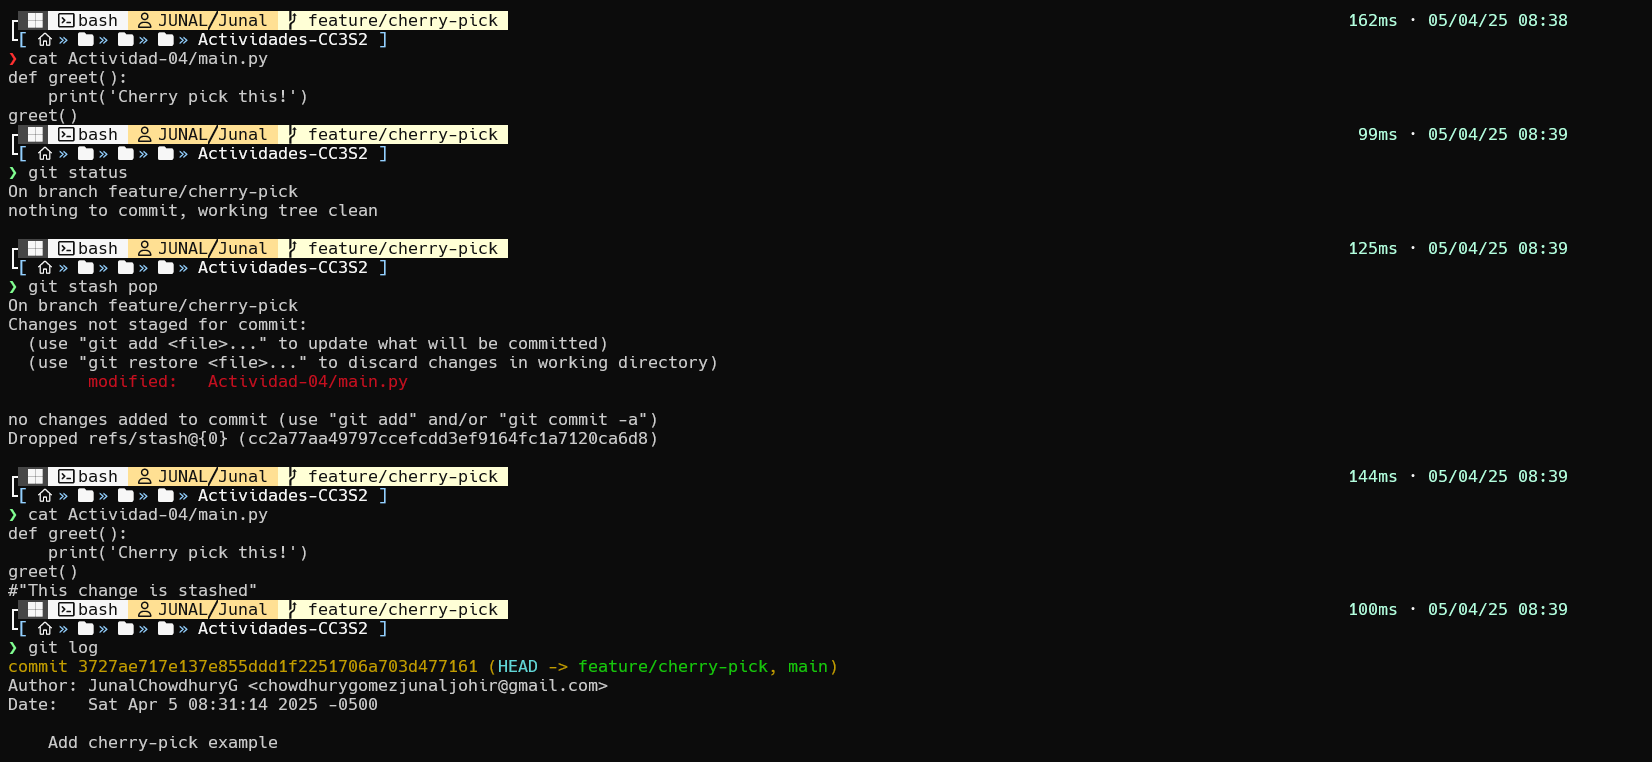 bash JUNAL/Junal feature/cherry-pick 162ms · 05/04/25 08:38
[ » » » » Actividades-CC3S2 ]
❯ cat Actividad-04/main.py
def greet():
    print('Cherry pick this!')
greet()
bash JUNAL/Junal feature/cherry-pick 99ms · 05/04/25 08:39
[ » » » » Actividades-CC3S2 ]
❯ git status
On branch feature/cherry-pick
nothing to commit, working tree clean
bash JUNAL/Junal feature/cherry-pick 125ms · 05/04/25 08:39
[ » » » » Actividades-CC3S2 ]
❯ git stash pop
On branch feature/cherry-pick
Changes not staged for commit:
  (use "git add <file>..." to update what will be committed)
  (use "git restore <file>..." to discard changes in working directory)
        modified:   Actividad-04/main.py
no changes added to commit (use "git add" and/or "git commit -a")
Dropped refs/stash@{0} (cc2a77aa49797ccefcdd3ef9164fc1a7120ca6d8)
bash JUNAL/Junal feature/cherry-pick 144ms · 05/04/25 08:39
[ » » » » Actividades-CC3S2 ]
❯ cat Actividad-04/main.py
def greet():
    print('Cherry pick this!')
greet()
#"This change is stashed"
bash JUNAL/Junal feature/cherry-pick 100ms · 05/04/25 08:39
[ » » » » Actividades-CC3S2 ]
❯ git log
commit 3727ae717e137e855ddd1f2251706a703d477161 (HEAD -> feature/cherry-pick, main)
Author: JunalChowdhuryG <chowdhurygomezjunaljohir@gmail.com>
Date:   Sat Apr 5 08:31:14 2025 -0500
    Add cherry-pick example